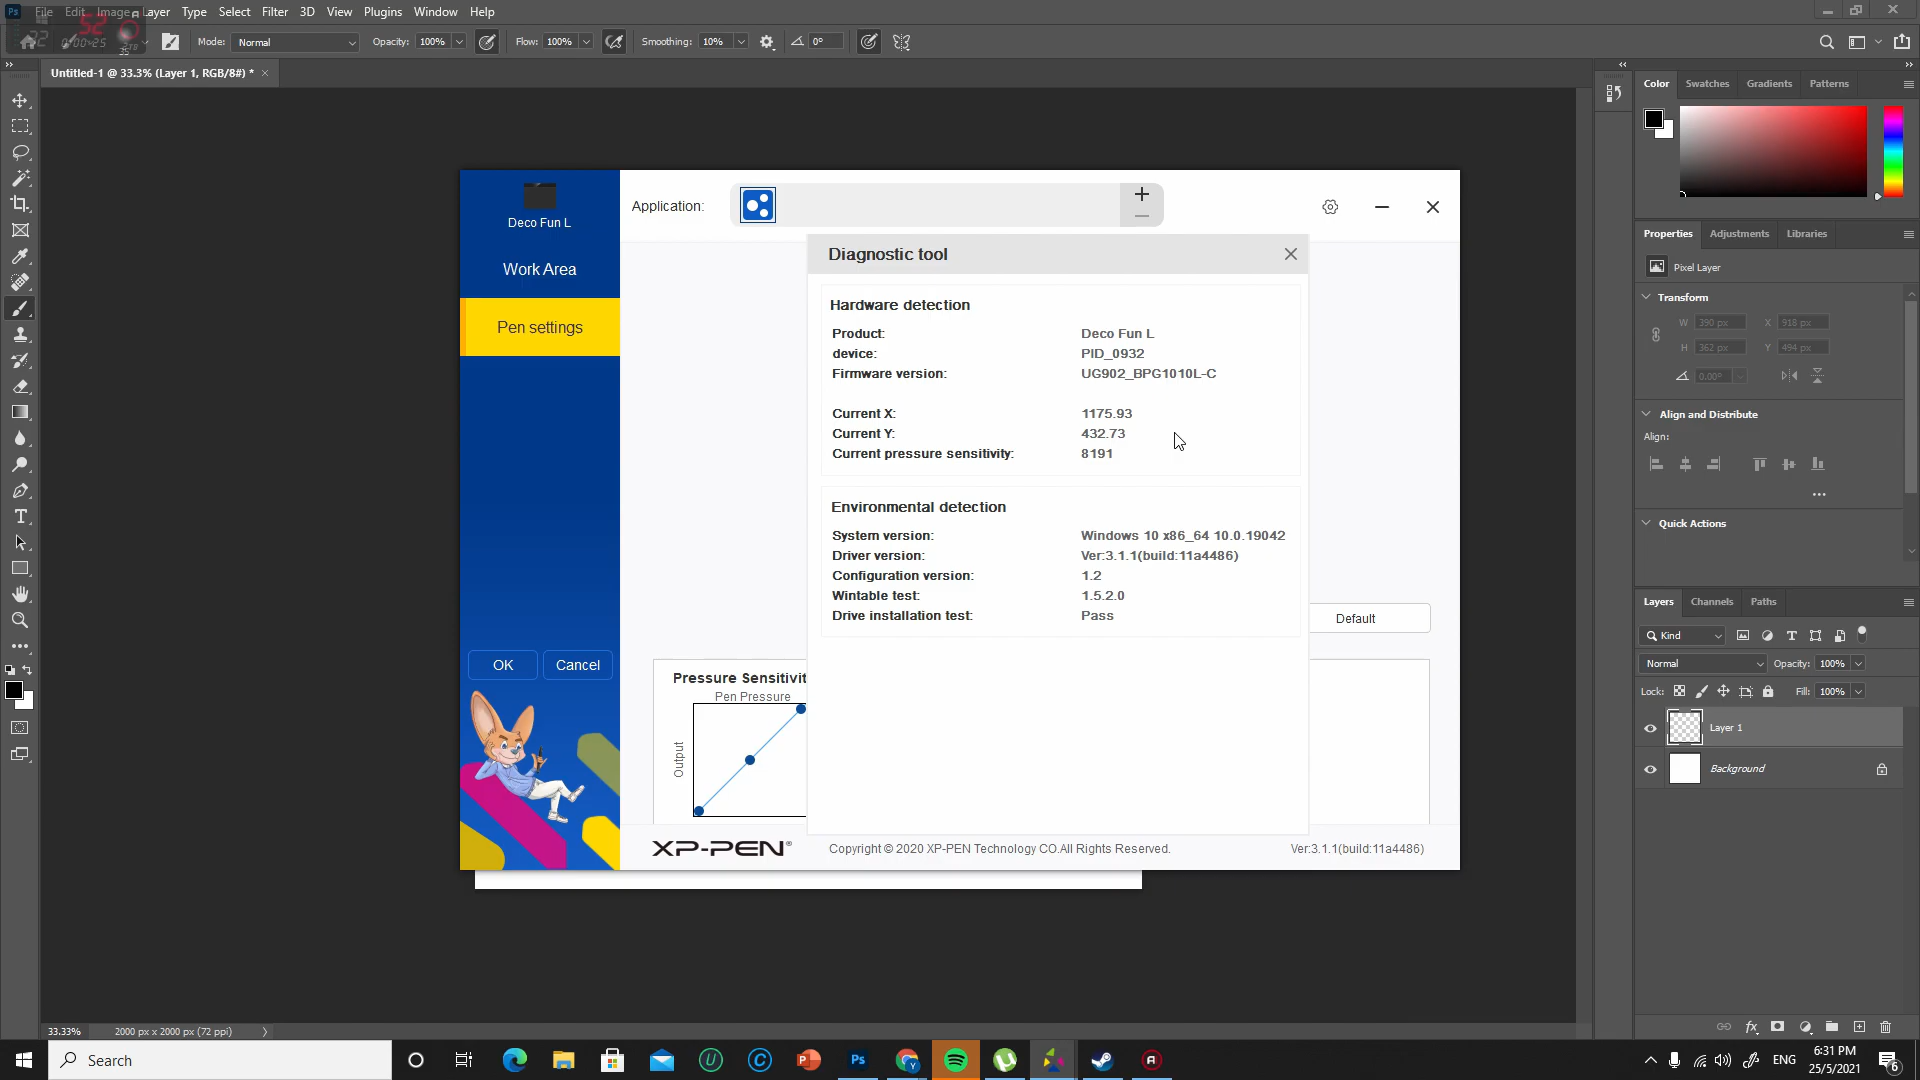 Ps File Edit Image Layer Type Select Filter 3D View Plugins Window Help
Mode: Normal Opacity: 100% Flow: 100% Smoothing: 10% 0°
52
0:00:25
Untitled-1 @ 33.3% (Layer 1, RGB/8#) *
Color Swatches Gradients Patterns
Deco Fun L
Application:
Work Area
Pen settings
OK Cancel
Diagnostic tool
Hardware detection
Product: Deco Fun L
device: PID_0932
Firmware version: UG902_BPG1010L-C
Current X: 1175.93
Current Y: 432.73
Current pressure sensitivity: 8191
Environmental detection
System version: Windows 10 x86_64 10.0.19042
Driver version: Ver:3.1.1(build:11a4486)
Configuration version: 1.2
Wintable test: 1.5.2.0
Drive installation test: Pass
Default
Pressure Sensitivit
Pen Pressure
Output
XP-PEN®
Copyright © 2020 XP-PEN Technology CO.All Rights Reserved.
Ver:3.1.1(build:11a4486)
Properties Adjustments Libraries
Pixel Layer
Transform
W 390 px X 918 px
H 362 px Y 494 px
0.00°
Align and Distribute
Align:
Quick Actions
Layers Channels Paths
Kind
Normal Opacity: 100%
Lock: Fill: 100%
Layer 1
Background
33.33% 2000 px x 2000 px (72 ppi)
Search
ENG
6:31 PM
25/5/2021
6